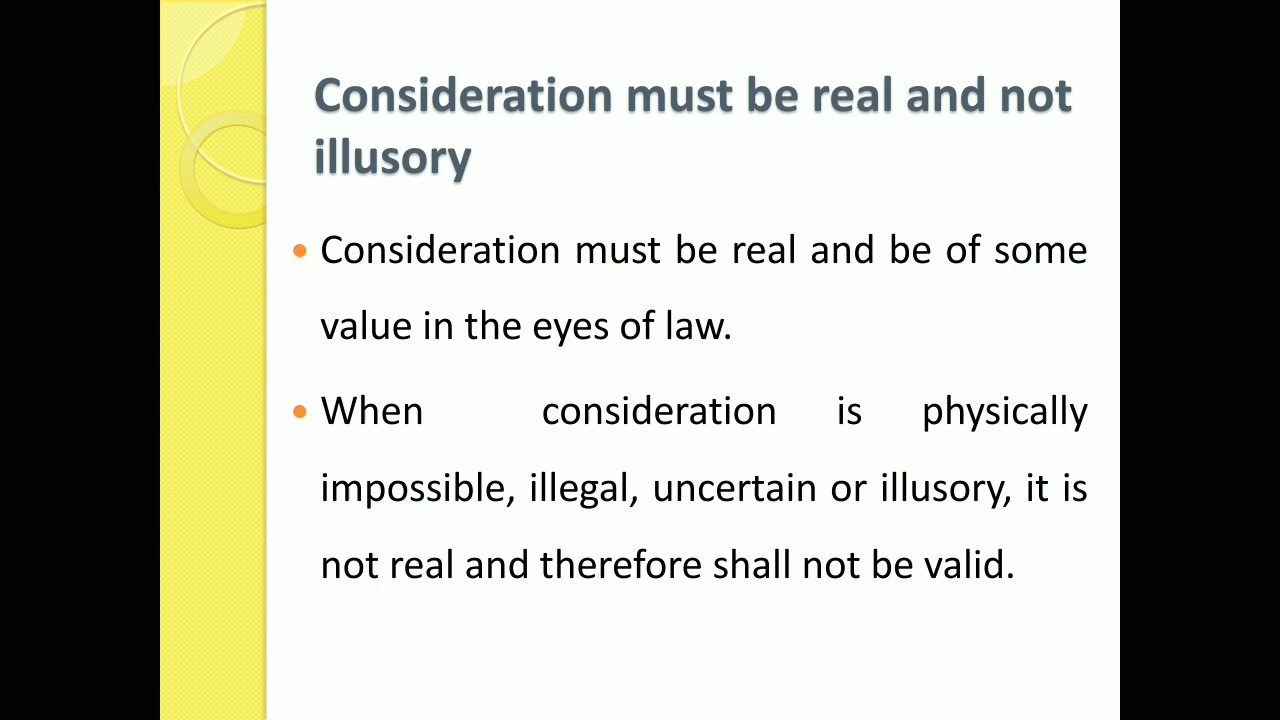 Consideration must be real and not
illusory
• Consideration must be real and be of some
value in the eyes of law.
• When consideration is physically
impossible, illegal, uncertain or illusory, it is
not real and therefore shall not be valid.